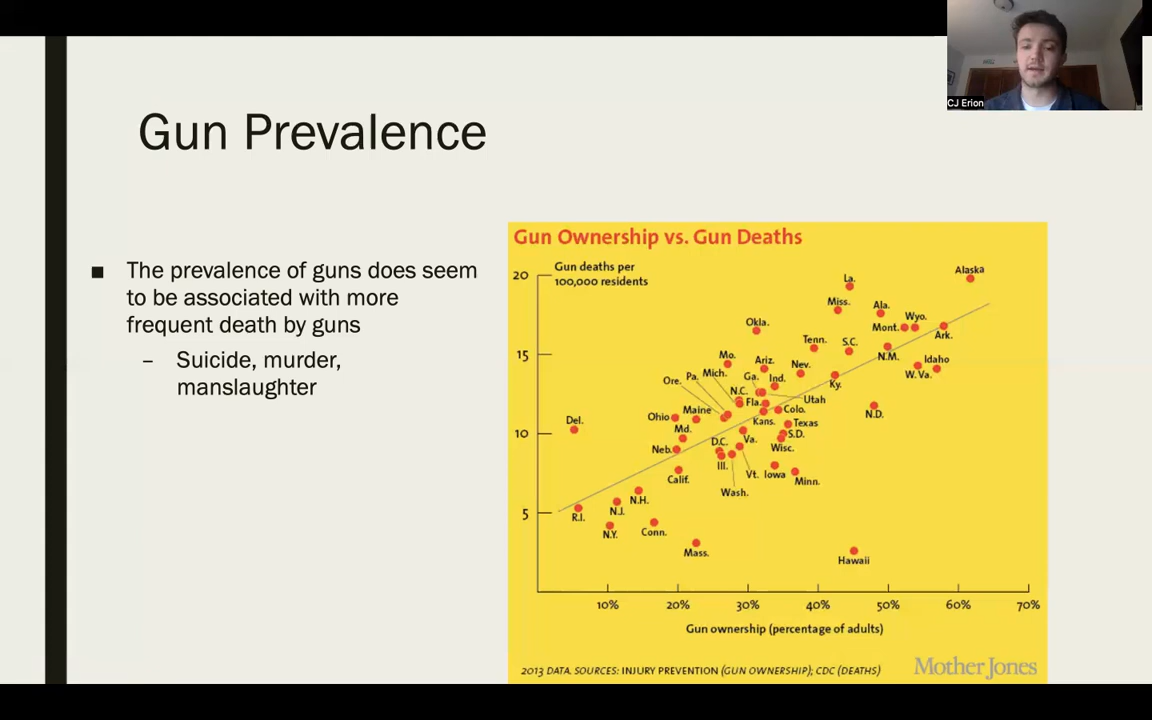 CJ Erion
Gun Prevalence
■ The prevalence of guns does seem
to be associated with more
frequent death by guns
– Suicide, murder,
manslaughter
Gun Ownership vs. Gun Deaths
Gun deaths per
100,000 residents
20
15
10
5
Alaska
La.
Miss.
Ala.
Wyo.
Mont.
Ark.
Okla.
Tenn.
S.C.
N.M.
Idaho
W. Va.
Mo.
Ariz.
Nev.
Ore.
Pa.
Mich.
Ga.
Ind.
Ky.
N.C.
Utah
N.D.
Del.
Ohio
Maine
Fla.
Colo.
Kans.
Texas
Md.
S.D.
D.C.
Va.
Wisc.
Neb.
Ill.
Vt.
Iowa
Minn.
Calif.
Wash.
N.H.
R.I.
N.J.
N.Y.
Conn.
Mass.
Hawaii
10%
20%
30%
40%
50%
60%
70%
Gun ownership (percentage of adults)
2013 DATA. SOURCES: INJURY PREVENTION (GUN OWNERSHIP); CDC (DEATHS)
Mother Jones